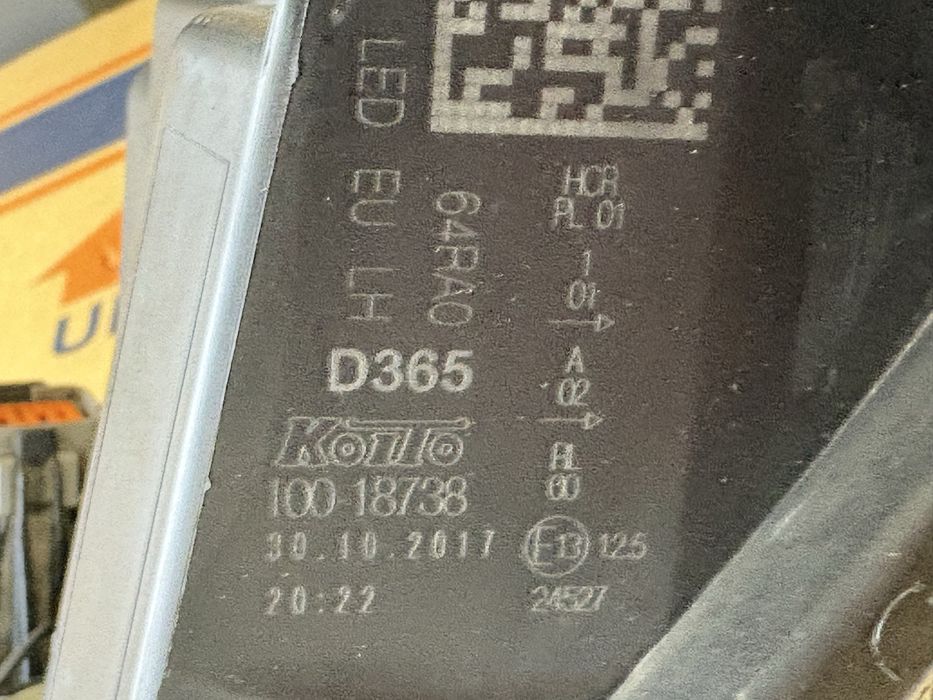 LED EU LH
64RA0
D365
KOITO
100-18738
30.10.2017
20:22
HCR
PL 01
1
01
A
02
RL
00
E13 125
24527